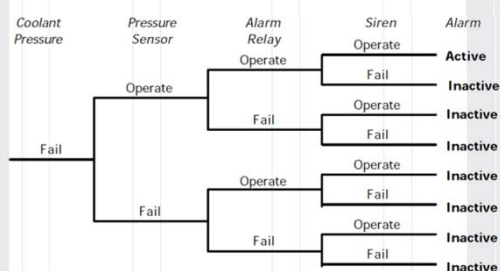 Coolant Pressure Alarm Siren Alarm
Pressure Sensor Relay
Operate
Operate Active
Fail
Operate Inactive
Operate
Fail Inactive
Fail
Fail Inactive
Operate
Operate Inactive
Fail
Fail Inactive
Operate
Fail Inactive
Fail
Inactive